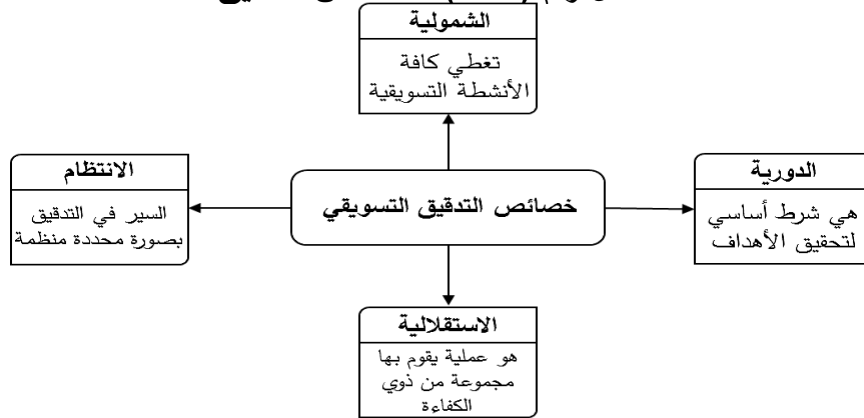 الشمولية
تغطي كافة
الأنشطة التسويقية
الدورية
هي شرط أساسي
لتحقيق الأهداف
خصائص التدقيق التسويقي
الانتظام
السير في التدقيق
بصورة محددة منظمة
الاستقلالية
هو عملية يقوم بها
مجموعة من ذوي
الكفاءة